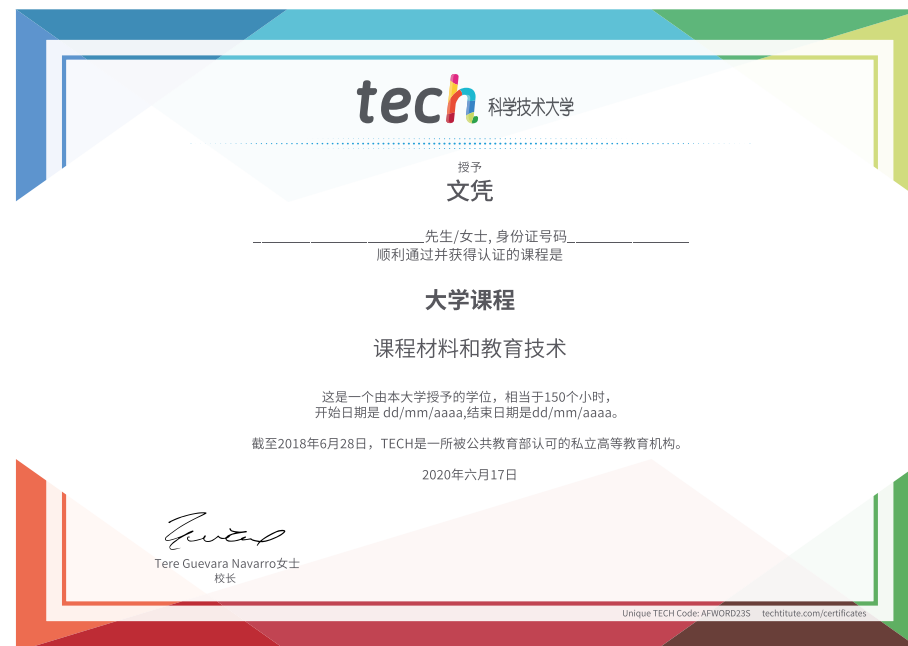 tech 科学技术大学
授予
文凭
______________________先生/女士, 身份证号码________________
顺利通过并获得认证的课程是
大学课程
课程材料和教育技术
这是一个由本大学授予的学位，相当于150个小时，
开始日期是 dd/mm/aaaa,结束日期是dd/mm/aaaa。
截至2018年6月28日，TECH是一所被公共教育部认可的私立高等教育机构。
2020年六月17日
Tere Guevara Navarro女士
校长
Unique TECH Code: AFWORD23S techtitute.com/certificates